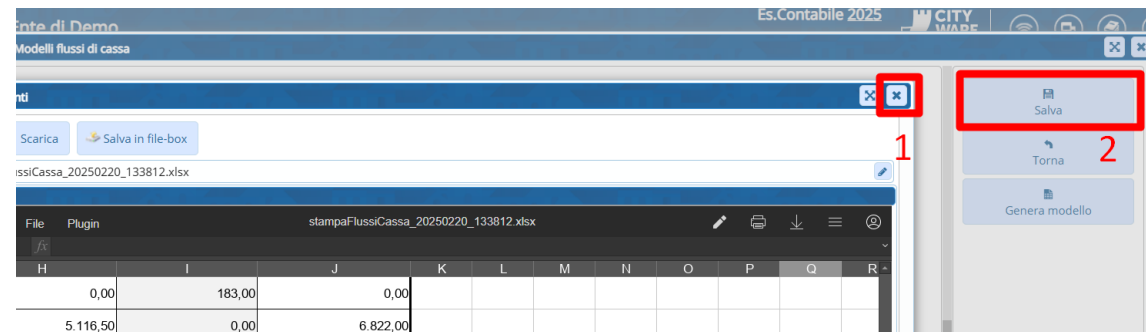 Ente di Demo
Es.Contabile 2025
CITY
WARE
Modelli flussi di cassa
nti
Salva
Scarica
Salva in file-box
1
2
Torna
ssiCassa_20250220_133812.xlsx
Genera modello
File Plugin stampaFlussiCassa_20250220_133812.xlsx
fx
H I J K L M N O P Q R
0,00 183,00 0,00
5.116,50 0,00 6.822,00